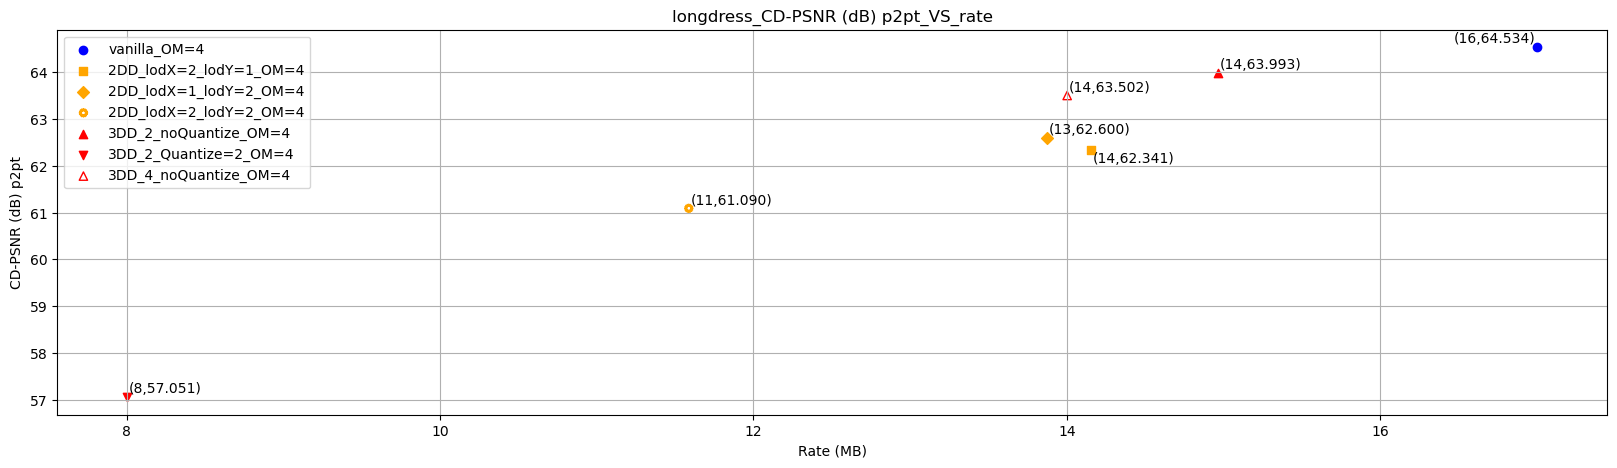 longdress_CD-PSNR (dB) p2pt_VS_rate
vanilla_OM=4
2DD_lodX=2_lodY=1_OM=4
2DD_lodX=1_lodY=2_OM=4
2DD_lodX=2_lodY=2_OM=4
3DD_2_noQuantize_OM=4
3DD_2_Quantize=2_OM=4
3DD_4_noQuantize_OM=4
(16,64.534)
(14,63.993)
(14,63.502)
(13,62.600)
(14,62.341)
(11,61.090)
(8,57.051)
CD-PSNR (dB) p2pt
64
63
62
61
60
59
58
57
8 10 12 14 16
Rate (MB)